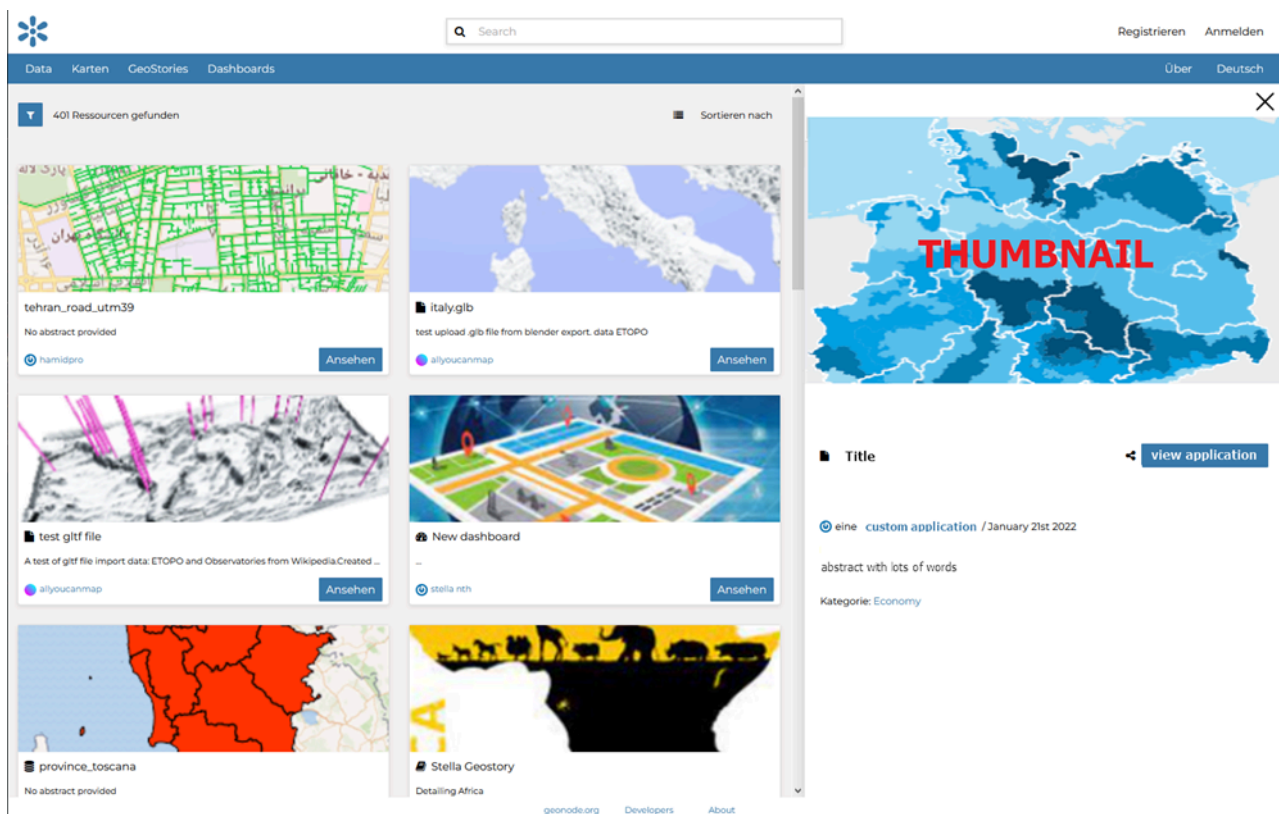 Search
Registrieren Anmelden
Data Karten GeoStories Dashboards
Über Deutsch
401 Ressourcen gefunden
Sortieren nach
پارک لاله
tehran_road_utm39
No abstract provided
hamidpro
Ansehen
italy.glb
test upload .glb file from blender export. data ETOPO
allyoucanmap
Ansehen
test gltf file
A test of gltf file import data: ETOPO and Observatories from Wikipedia.Created ...
allyoucanmap
Ansehen
New dashboard
...
stella nth
Ansehen
province_toscana
No abstract provided
Stella Geostory
Detailing Africa
THUMBNAIL
Title
view application
eine custom application / January 21st 2022
abstract with lots of words
Kategorie: Economy
geonode.org Developers About